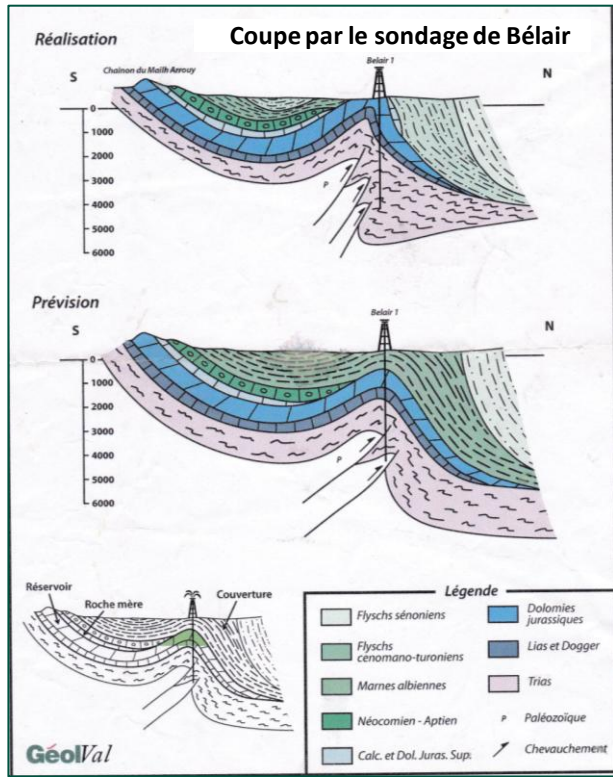 Coupe par le sondage de Bélair
Réalisation
S
Chaînon du Mailh Arrouy
Belair 1
N
0
1000
2000
3000
4000
5000
6000
P
Prévision
S
Belair 1
N
0
1000
2000
3000
4000
5000
6000
P
Réservoir
Roche mère
Couverture
Légende
Flyschs sénoniens
Flyschs
cenomano-turoniens
Marnes albiennes
Néocomien - Aptien
Calc. et Dol. Juras. Sup.
Dolomies
jurassiques
Lias et Dogger
Trias
P Paléozoïque
Chevauchement
GéolVal